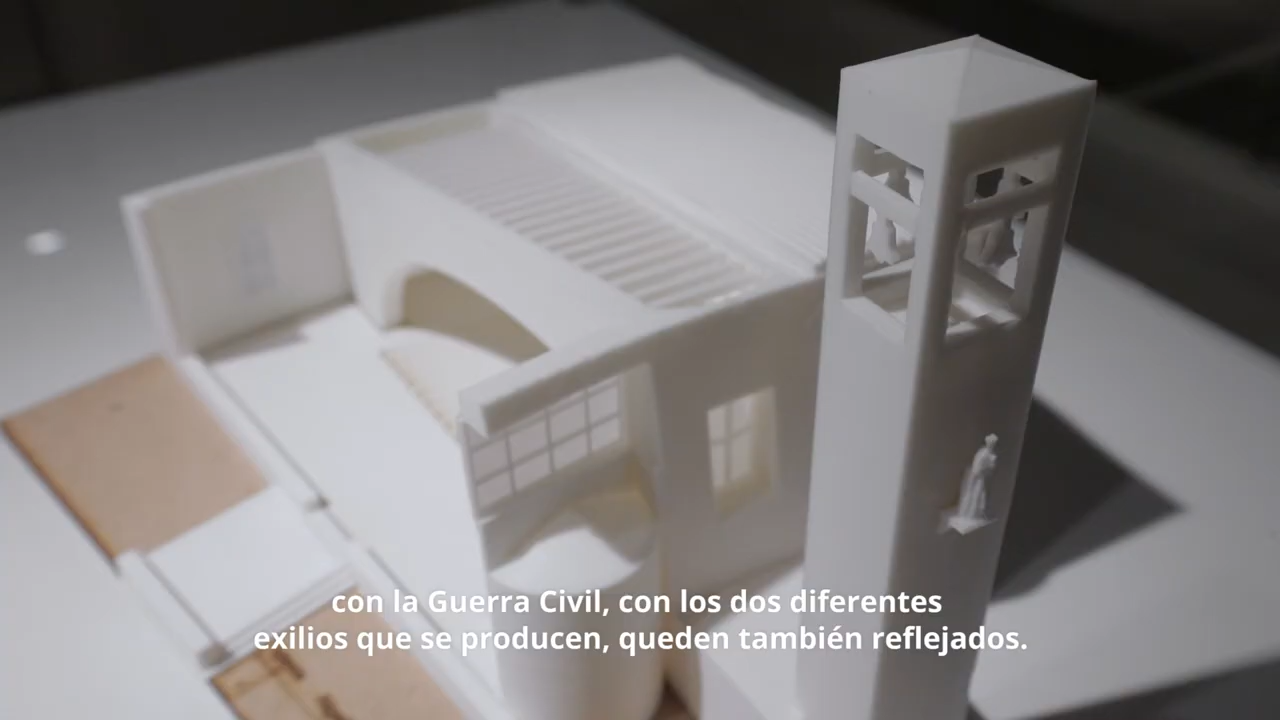 con la Guerra Civil, con los dos diferentes
exilios que se producen, queden también reflejados.